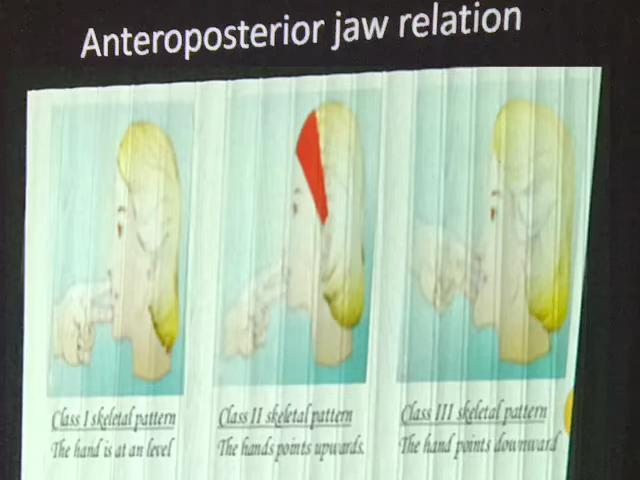 Anteroposterior jaw relation
Class I skeletal pattern
The hand is at an level
Class II skeletal pattern
The hands points upwards.
Class III skeletal pattern
The hand points downward